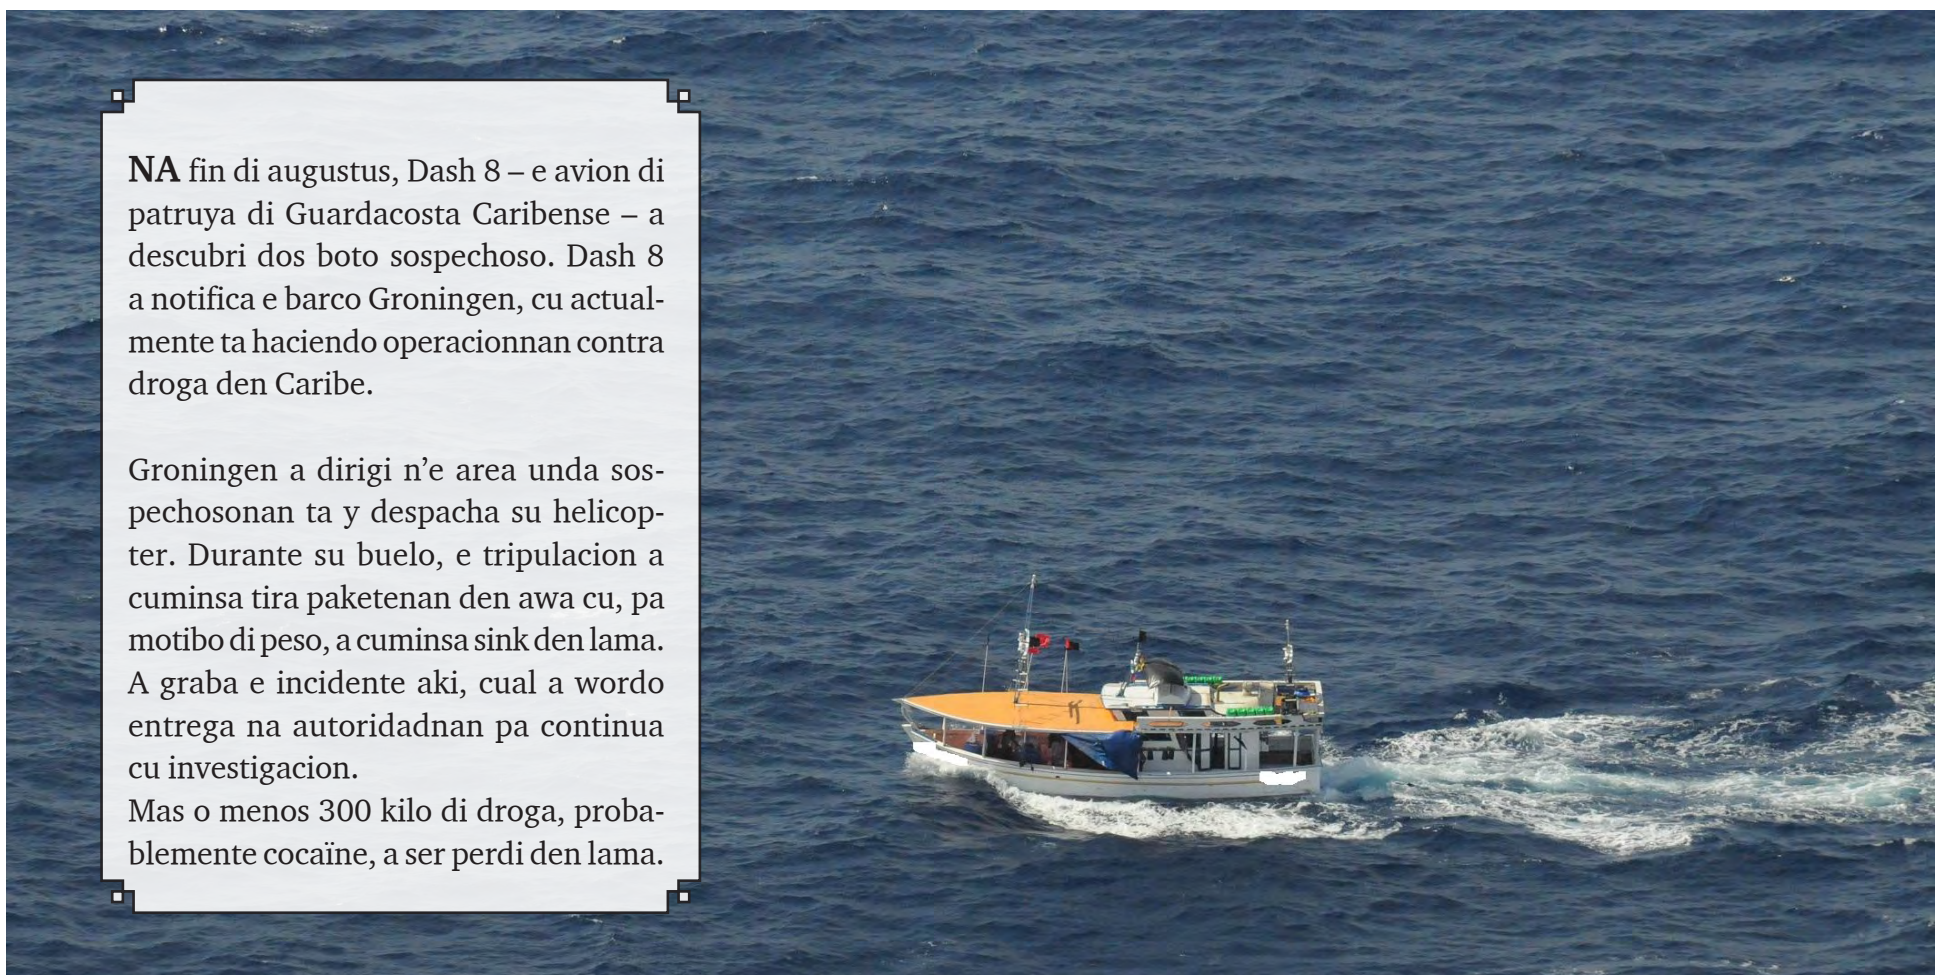 NA fin di augustus, Dash 8 – e avion di
patruya di Guardacosta Caribense – a
descubri dos boto sospechoso. Dash 8
a notifica e barco Groningen, cu actual-
mente ta haciendo operacionnan contra
droga den Caribe.
Groningen a dirigi n’e area unda sos-
pechosonan ta y despacha su helicop-
ter. Durante su buelo, e tripulacion a
cuminsa tira paketenan den awa cu, pa
motibo di peso, a cuminsa sink den lama.
A graba e incidente aki, cual a wordo
entrega na autoridadnan pa continua
cu investigacion.
Mas o menos 300 kilo di droga, proba-
blemente cocaïne, a ser perdi den lama.